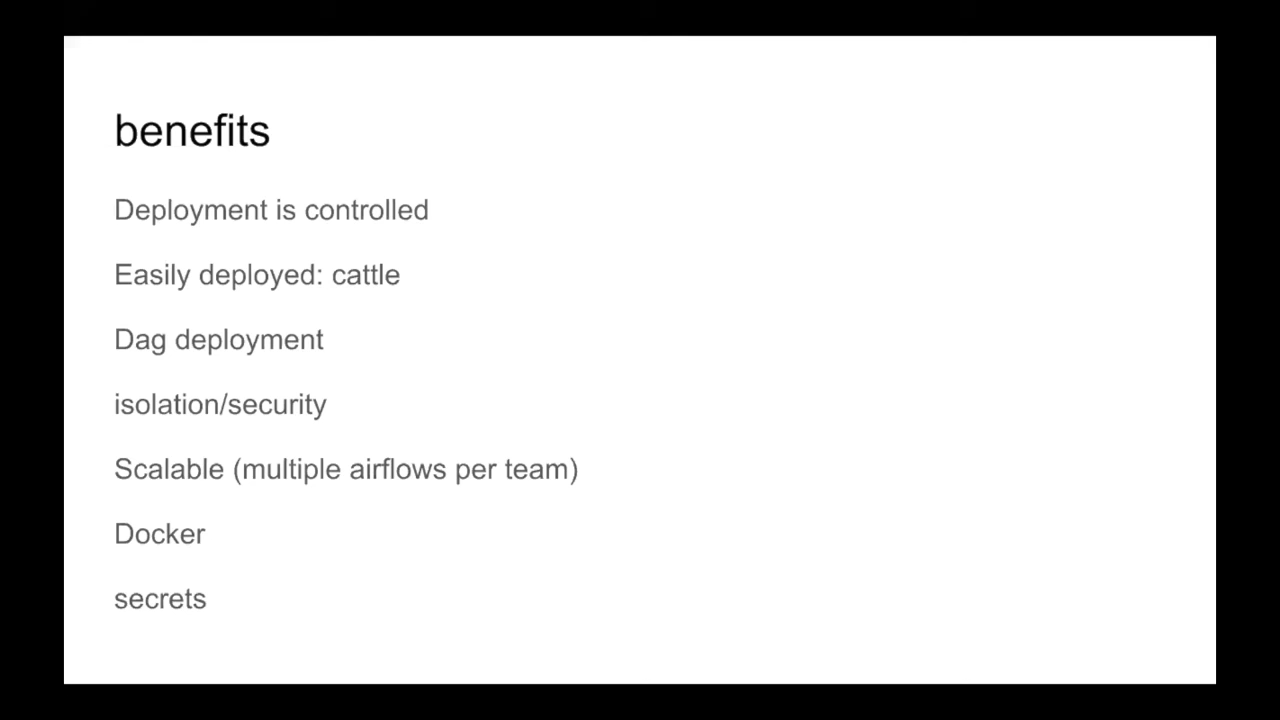 benefits
Deployment is controlled
Easily deployed: cattle
Dag deployment
isolation/security
Scalable (multiple airflows per team)
Docker
secrets